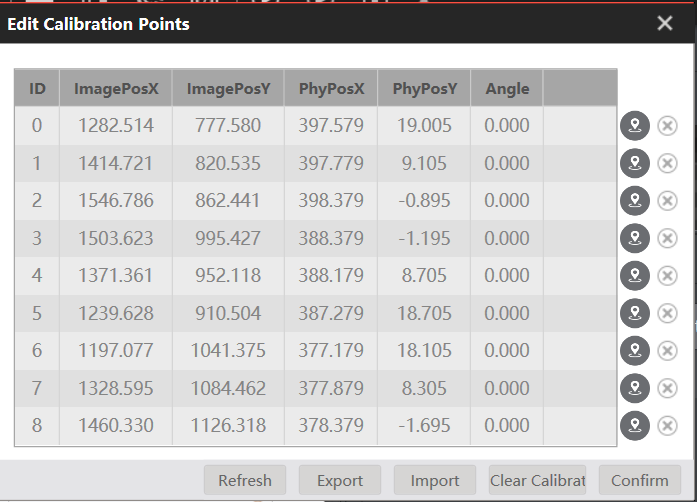 Edit Calibration Points
ID ImagePosX ImagePosY PhyPosX PhyPosY Angle
0 1282.514 777.580 397.579 19.005 0.000
1 1414.721 820.535 397.779 9.105 0.000
2 1546.786 862.441 398.379 -0.895 0.000
3 1503.623 995.427 388.379 -1.195 0.000
4 1371.361 952.118 388.179 8.705 0.000
5 1239.628 910.504 387.279 18.705 0.000
6 1197.077 1041.375 377.179 18.105 0.000
7 1328.595 1084.462 377.879 8.305 0.000
8 1460.330 1126.318 378.379 -1.695 0.000
Refresh Export Import Clear Calibrat Confirm